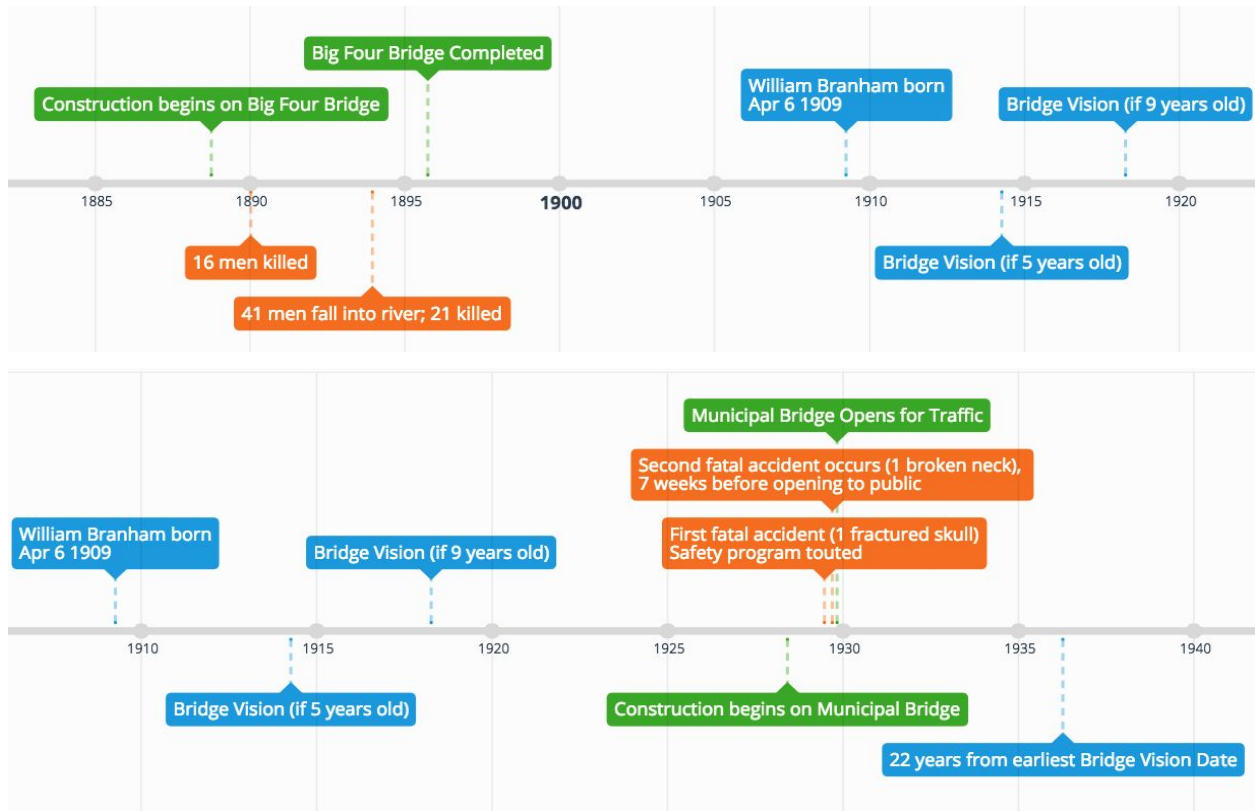 Big Four Bridge Completed
Construction begins on Big Four Bridge
William Branham born
Apr 6 1909
Bridge Vision (if 9 years old)
1885
1890
1895
1900
1905
1910
1915
1920
16 men killed
Bridge Vision (if 5 years old)
41 men fall into river; 21 killed
Municipal Bridge Opens for Traffic
Second fatal accident occurs (1 broken neck),
7 weeks before opening to public
William Branham born
Apr 6 1909
Bridge Vision (if 9 years old)
First fatal accident (1 fractured skull)
Safety program touted
1910
1915
1920
1925
1930
1935
1940
Bridge Vision (if 5 years old)
Construction begins on Municipal Bridge
22 years from earliest Bridge Vision Date